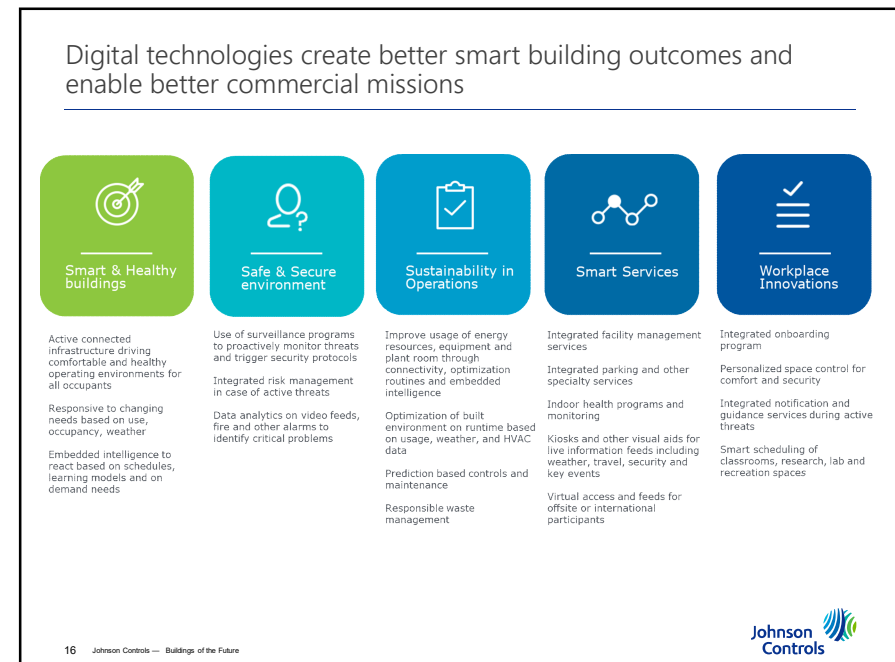 Digital technologies create better smart building outcomes and
enable better commercial missions
Smart & Healthy
buildings
Active connected
infrastructure driving
comfortable and healthy
operating environments for
all occupants
Responsive to changing
needs based on use,
occupancy, weather
Embedded intelligence to
react based on schedules,
learning models and on
demand needs
?
Safe & Secure
environment
Use of surveillance programs
to proactively monitor threats
and trigger security protocols
Integrated risk management
in case of active threats
Data analytics on video feeds,
fire and other alarms to
identify critical problems
Sustainability in
Operations
Improve usage of energy
resources, equipment and
plant room through
connectivity, optimization
routines and embedded
intelligence
Optimization of built
environment on runtime based
on usage, weather, and HVAC
data
Prediction based controls and
maintenance
Responsible waste
management
Smart Services
Integrated facility management
services
Integrated parking and other
specialty services
Indoor health programs and
monitoring
Kiosks and other visual aids for
live information feeds including
weather, travel, security and
key events
Virtual access and feeds for
offsite or international
participants
Workplace
Innovations
Integrated onboarding
program
Personalized space control for
comfort and security
Integrated notification and
guidance services during active
threats
Smart scheduling of
classrooms, research, lab and
recreation spaces
16 Johnson Controls — Buildings of the Future
Johnson
Controls